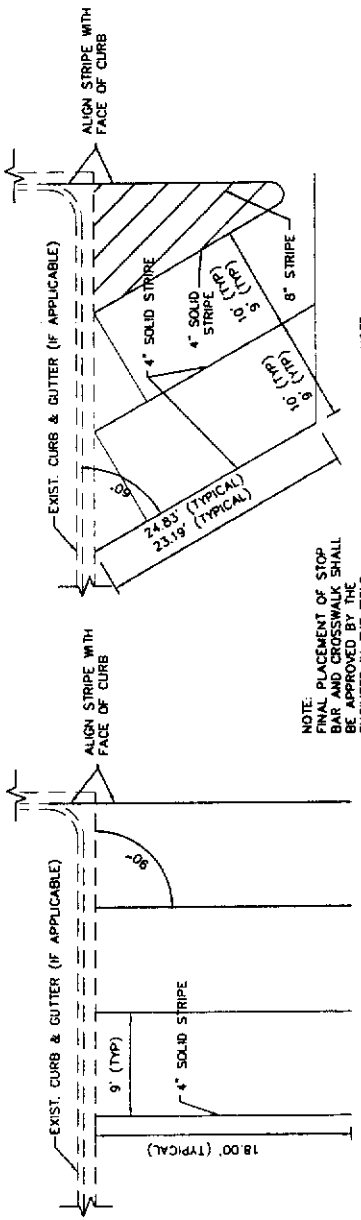 EXIST. CURB & GUTTER (IF APPLICABLE)
ALIGN STRIPE WITH
FACE OF CURB
90°
9' (TYP)
4" SOLID STRIPE
18.00' (TYPICAL)
EXIST. CURB & GUTTER (IF APPLICABLE)
ALIGN STRIPE WITH
FACE OF CURB
60°
4" SOLID STRIPE
4" SOLID
STRIPE
8" STRIPE
10' (TYP)
9' (TYP)
10' (TYP)
9' (TYP)
24.83' (TYPICAL)
23.19' (TYPICAL)
NOTE:
FINAL PLACEMENT OF STOP
BAR AND CROSSWALK SHALL
BE APPROVED BY THE